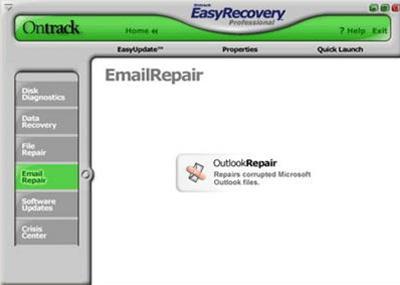 Ontrack
EasyRecovery
Professional
Ontrack
Home
? Help Exit
EasyUpdate™ Properties Quick Launch
EmailRepair
Disk
Diagnostics
Data
Recovery
File
Repair
Email
Repair
Software
Updates
Crisis
Center
OutlookRepair
Repairs corrupted Microsoft
Outlook files.